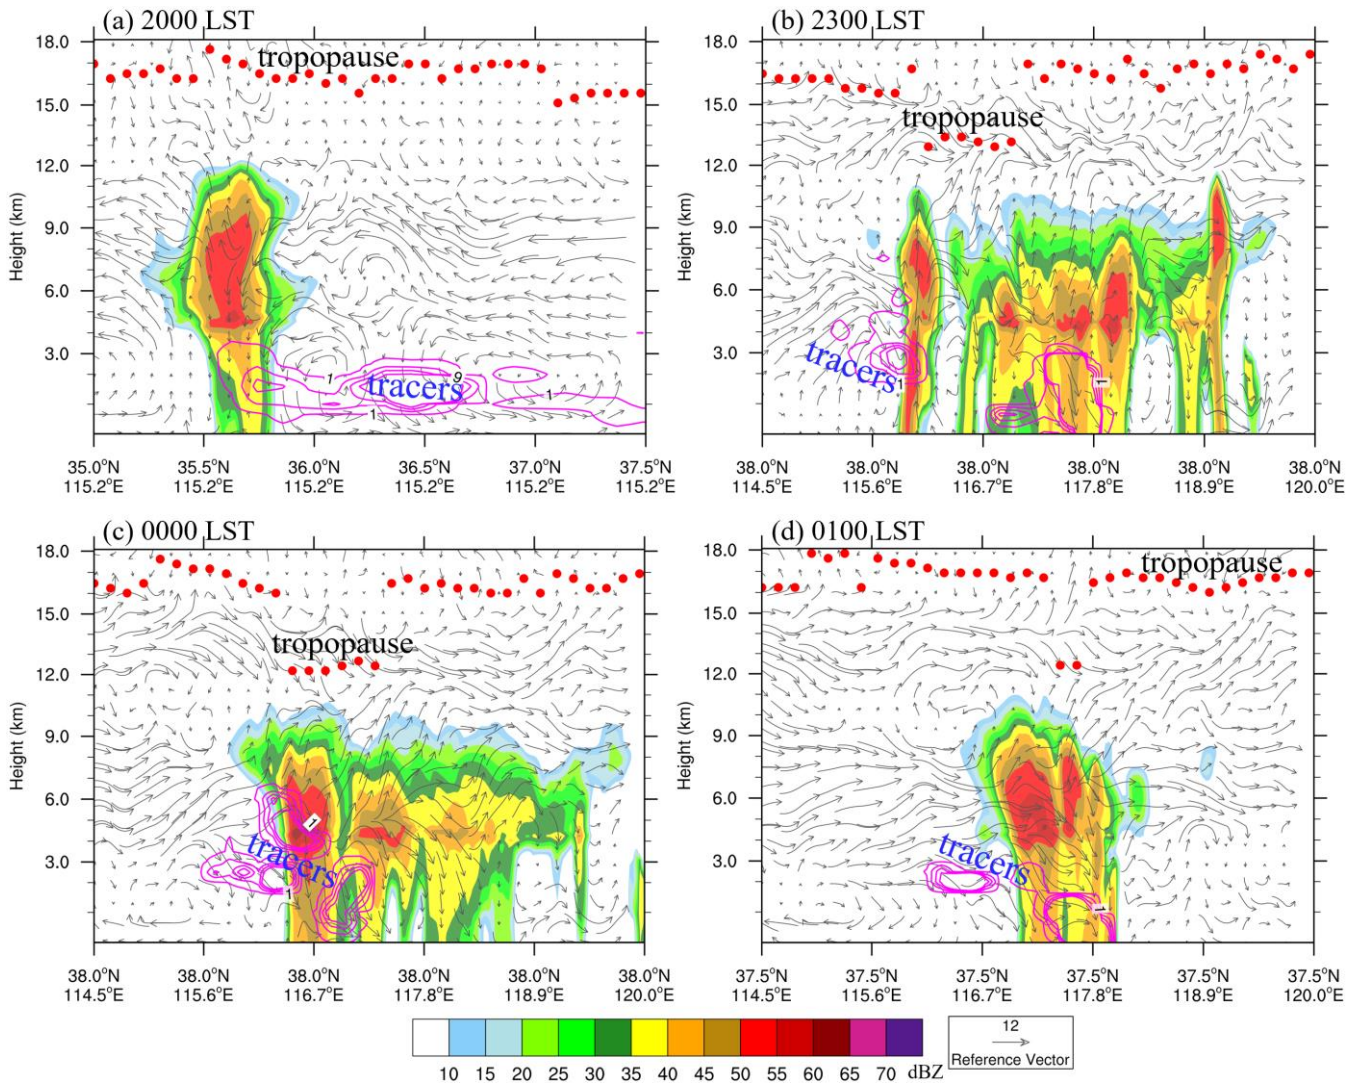 (a) 2000 LST
18.0
15.0
12.0
9.0
6.0
3.0
Height (km)
tropopause
tracers
1
9
1
1
35.0°N 35.5°N 36.0°N 36.5°N 37.0°N 37.5°N
115.2°E 115.2°E 115.2°E 115.2°E 115.2°E 115.2°E
(b) 2300 LST
18.0
15.0
12.0
9.0
6.0
3.0
Height (km)
tropopause
tracers
1
1
38.0°N 38.0°N 38.0°N 38.0°N 38.0°N 38.0°N
114.5°E 115.6°E 116.7°E 117.8°E 118.9°E 120.0°E
(c) 0000 LST
18.0
15.0
12.0
9.0
6.0
3.0
Height (km)
tropopause
1
tracers
1
38.0°N 38.0°N 38.0°N 38.0°N 38.0°N 38.0°N
114.5°E 115.6°E 116.7°E 117.8°E 118.9°E 120.0°E
(d) 0100 LST
18.0
15.0
12.0
9.0
6.0
3.0
Height (km)
tropopause
tracers
1
37.5°N 37.5°N 37.5°N 37.5°N 37.5°N 37.5°N
114.5°E 115.6°E 116.7°E 117.8°E 118.9°E 120.0°E
10 15 20 25 30 35 40 45 50 55 60 65 70 dBZ
12
Reference Vector